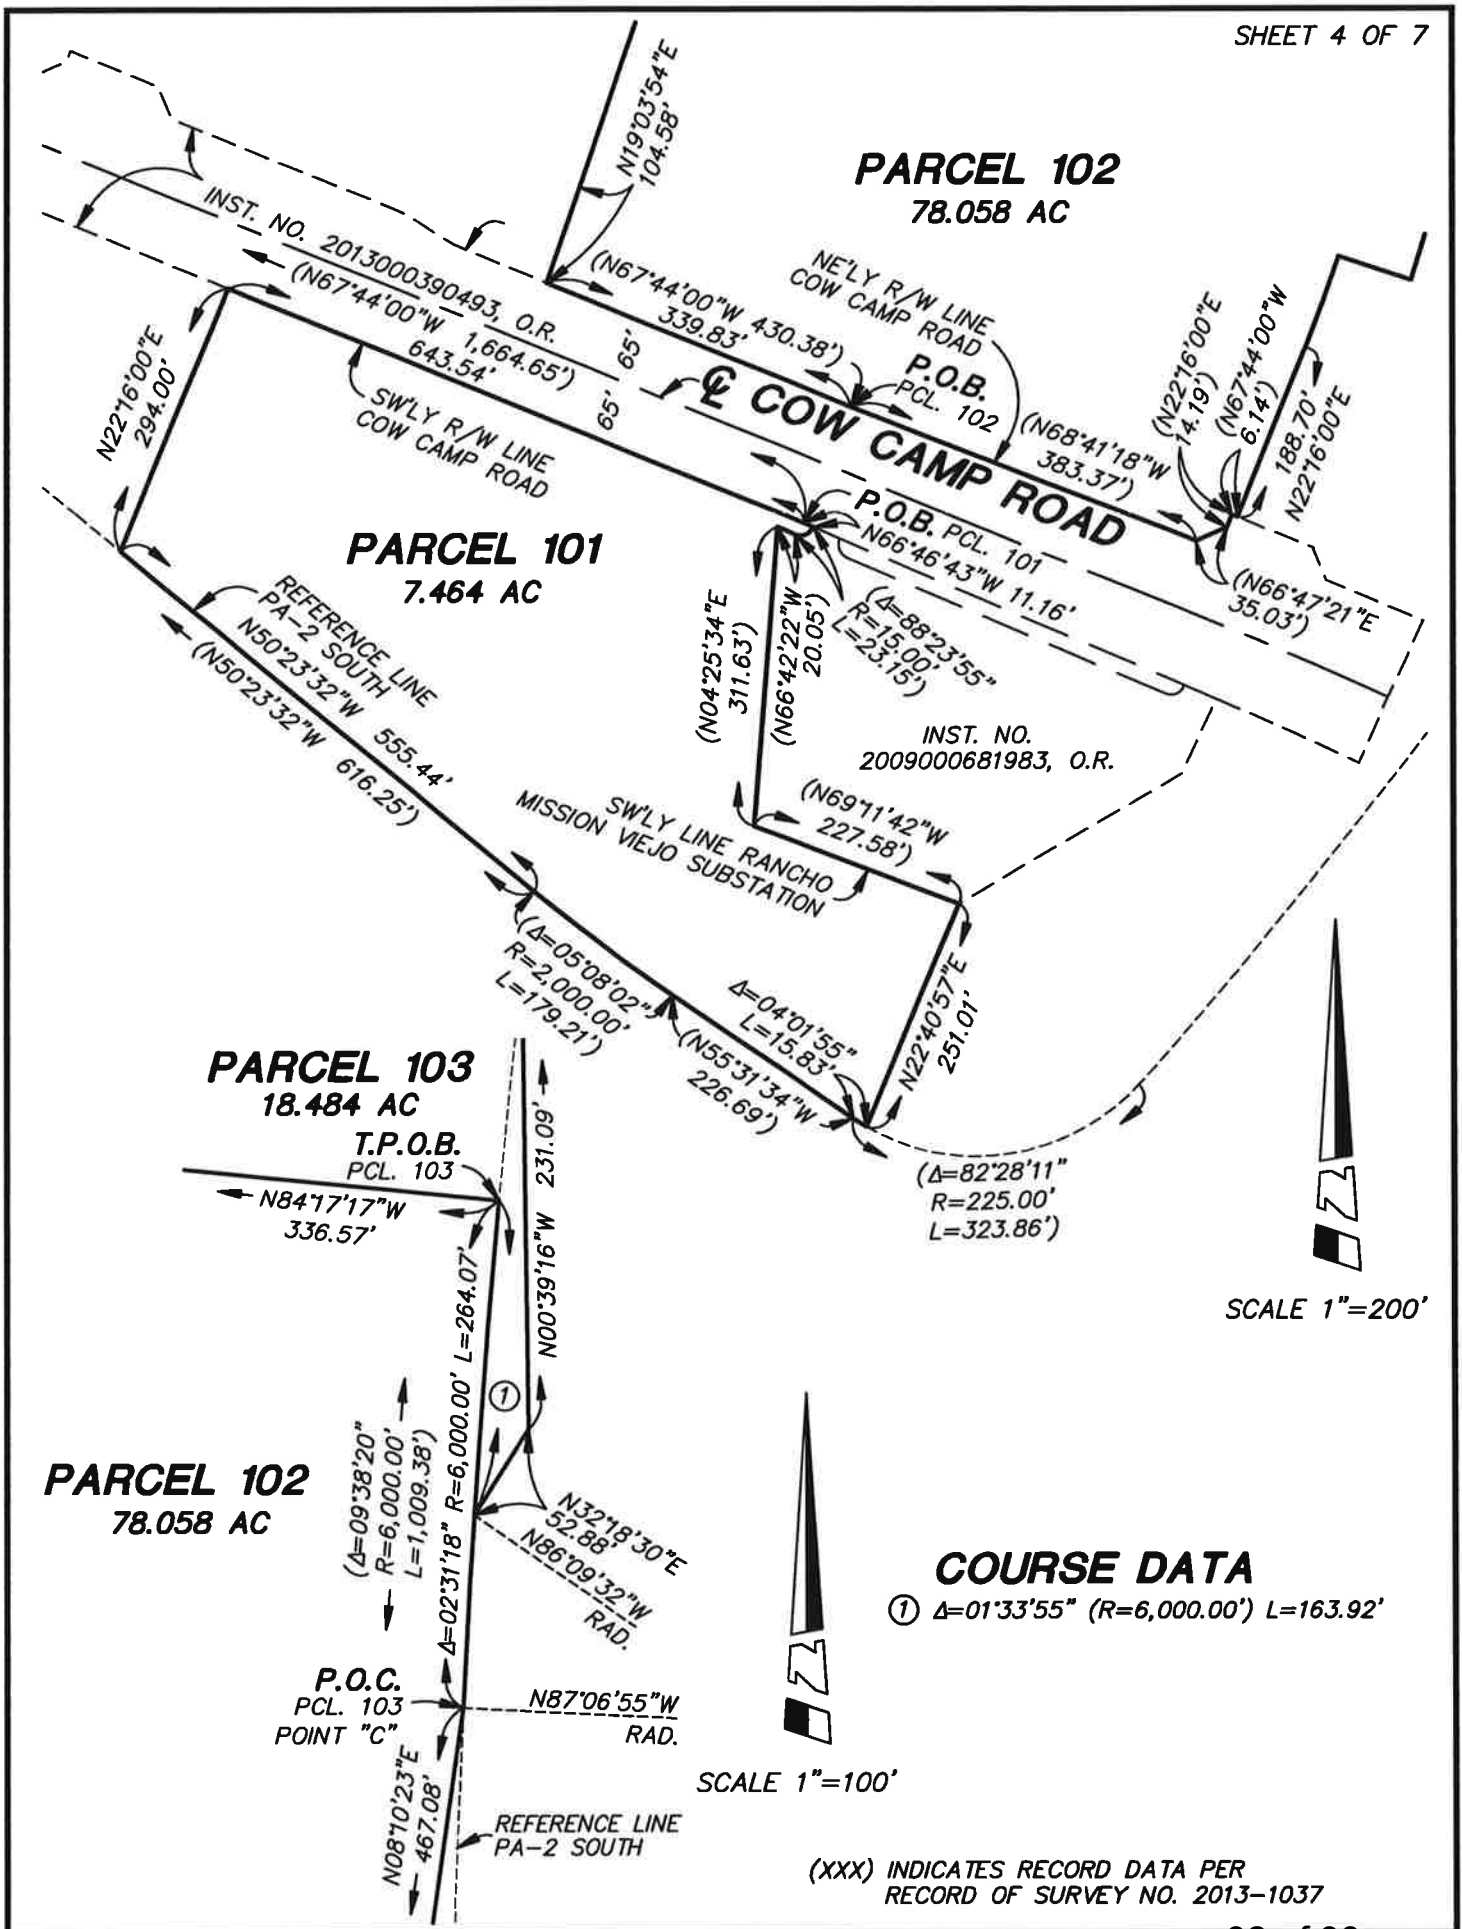 SHEET 4 OF 7
N19°03'54"E
104.58'
PARCEL 102
78.058 AC
INST. NO. 2013000390493, O.R.
(N67°44'00"W 1,664.65')
643.54'
(N67°44'00"W 430.38')
339.83'
NE'LY R/W LINE
COW CAMP ROAD
65'
65'
P.O.B.
PCL. 102
(N22°16'00"E
14.19')
(N67°44'00"W
6.14')
188.70'
N22°16'00"E
N22°16'00"E
294.00'
SW'LY R/W LINE
COW CAMP ROAD
℄ COW CAMP ROAD
(N68°41'18"W
383.37')
P.O.B. PCL. 101
N66°46'43"W 11.16'
(N66°47'21"E
35.03')
PARCEL 101
7.464 AC
REFERENCE LINE
PA-2 SOUTH
N50°23'32"W 555.44'
(N50°23'32"W 616.25')
(N04°25'34"E
311.63')
(N66°42'22"W
20.05')
(Δ=88°23'55"
R=15.00'
L=23.15')
INST. NO.
2009000681983, O.R.
(N69°11'42"W
227.58')
SW'LY LINE RANCHO
MISSION VIEJO SUBSTATION
(Δ=05°08'02"
R=2,000.00'
L=179.21')
Δ=04°01'55"
L=15.83'
N22°40'57"E
251.01'
(N55°31'34"W
226.69')
(Δ=82°28'11"
R=225.00'
L=323.86')
SCALE 1"=200'
PARCEL 103
18.484 AC
T.P.O.B.
PCL. 103
N84°17'17"W
336.57'
N00°39'16"W 231.09'
Δ=02°31'18" R=6,000.00' L=264.07'
1
(Δ=09°38'20"
R=6,000.00'
L=1,009.38')
PARCEL 102
78.058 AC
N32°18'30"E
52.88'
N86°09'32"W
RAD.
COURSE DATA
1 Δ=01°33'55" (R=6,000.00') L=163.92'
P.O.C.
PCL. 103
POINT "C"
N87°06'55"W
RAD.
SCALE 1"=100'
N08°10'23"E
467.08'
REFERENCE LINE
PA-2 SOUTH
(XXX) INDICATES RECORD DATA PER
RECORD OF SURVEY NO. 2013-1037